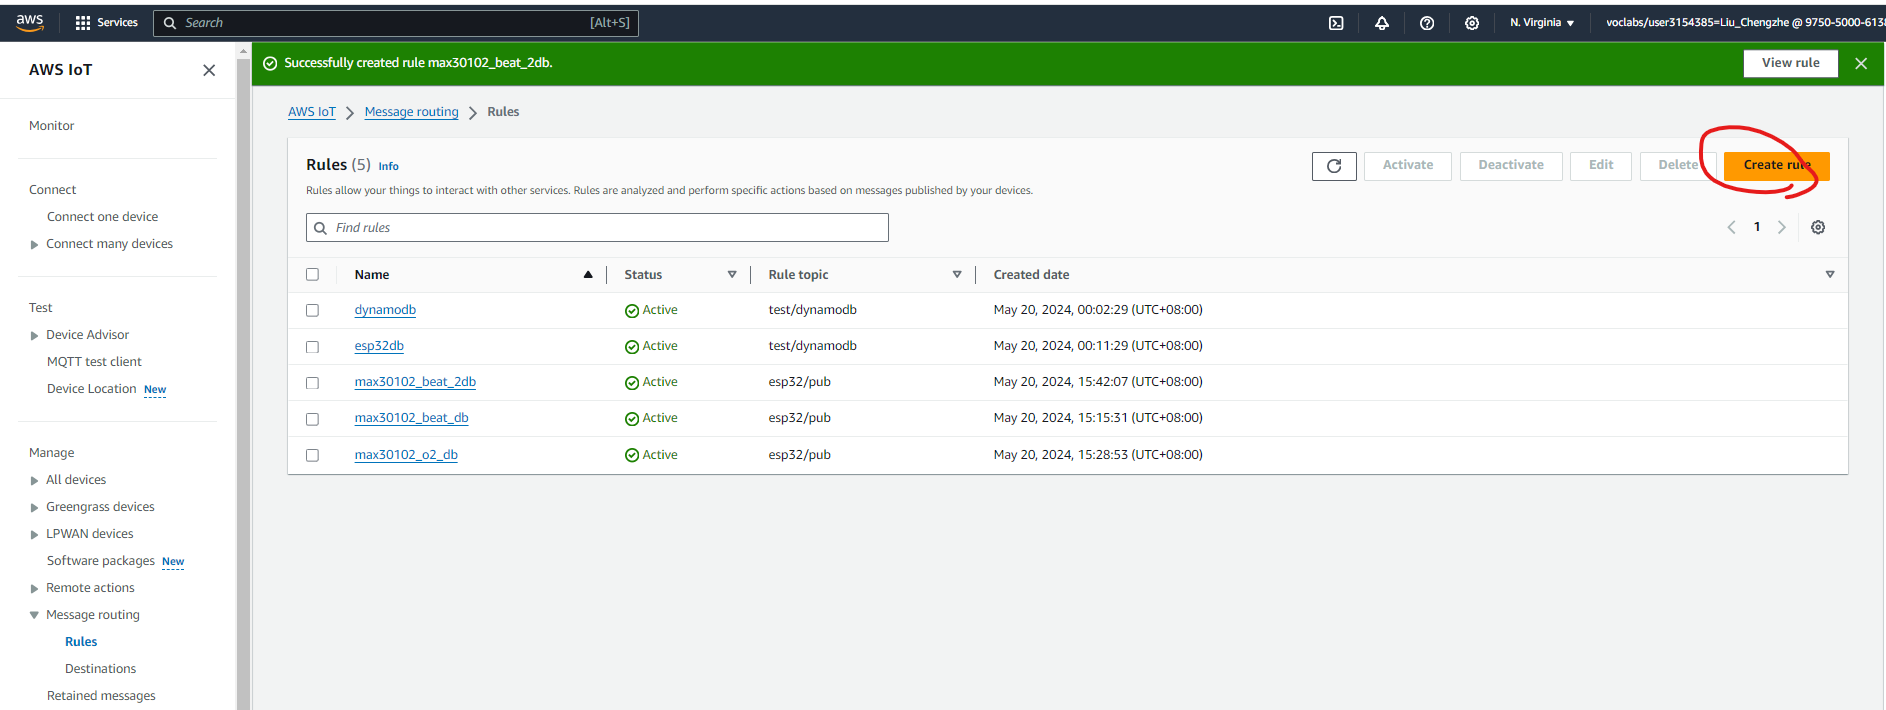 aws Services Search [Alt+S] N. Virginia voclabs/user3154385=Liu_Chengzhe @ 9750-5000-613
AWS IoT
Monitor
Connect
Connect one device
Connect many devices
Test
Device Advisor
MQTT test client
Device Location New
Manage
All devices
Greengrass devices
LPWAN devices
Software packages New
Remote actions
Message routing
Rules
Destinations
Retained messages
Successfully created rule max30102_beat_2db. View rule
AWS IoT Message routing Rules
Rules (5) Info Activate Deactivate Edit Delete Create rule
Rules allow your things to interact with other services. Rules are analyzed and perform specific actions based on messages published by your devices.
Find rules 1
Name Status Rule topic Created date
dynamodb Active test/dynamodb May 20, 2024, 00:02:29 (UTC+08:00)
esp32db Active test/dynamodb May 20, 2024, 00:11:29 (UTC+08:00)
max30102_beat_2db Active esp32/pub May 20, 2024, 15:42:07 (UTC+08:00)
max30102_beat_db Active esp32/pub May 20, 2024, 15:15:31 (UTC+08:00)
max30102_o2_db Active esp32/pub May 20, 2024, 15:28:53 (UTC+08:00)